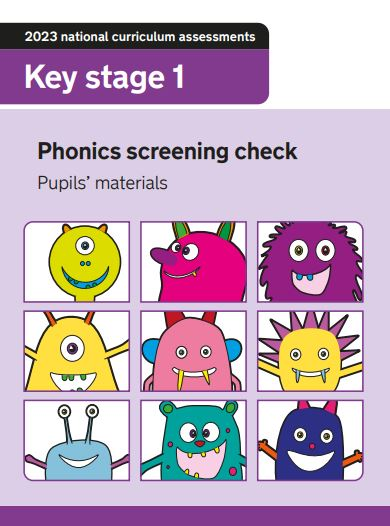 2023 national curriculum assessments
Key stage 1
Phonics screening check
Pupils’ materials